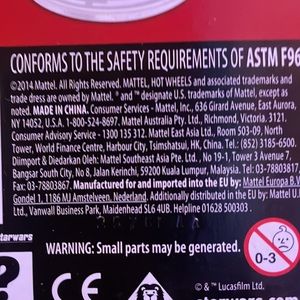 CONFORMS TO THE SAFETY REQUIREMENTS OF ASTM F96
©2014 Mattel. All Rights Reserved. MATTEL, HOT WHEELS and associated trademarks and
trade dress are owned by Mattel. ® and ™ designate U.S. trademarks of Mattel, except as
noted. MADE IN CHINA. Consumer Services - Mattel, Inc., 636 Girard Avenue, East Aurora,
NY 14052, U.S.A. 1-800-524-8697. Mattel Australia Pty. Ltd., Richmond, Victoria. 3121.
Consumer Advisory Service - 1300 135 312. Mattel East Asia Ltd., Room 503-09, North
Tower, World Finance Centre, Harbour City, Tsimshatsui, HK, China. Tel.: (852) 3185-6500.
Diimport & Diedarkan Oleh: Mattel Southeast Asia Pte. Ltd., No 19-1, Tower 3 Avenue 7,
Bangsar South City, No 8, Jalan Kerinchi, 59200 Kuala Lumpur, Malaysia. Tel: 03-78803817,
Fax: 03-78803867. Manufactured for and imported into the EU by: Mattel Europa B.V.
Gondel 1, 1186 MJ Amstelveen, Nederland. Additionally distributed in the EU by: Mattel U
Ltd., Vanwall Business Park, Maidenhead SL6 4UB. Helpline 01628 500303 .
starwars
WARNING: Small parts may be generated.
0-3
?
© & ™ Lucasfilm Ltd.
starwars.com